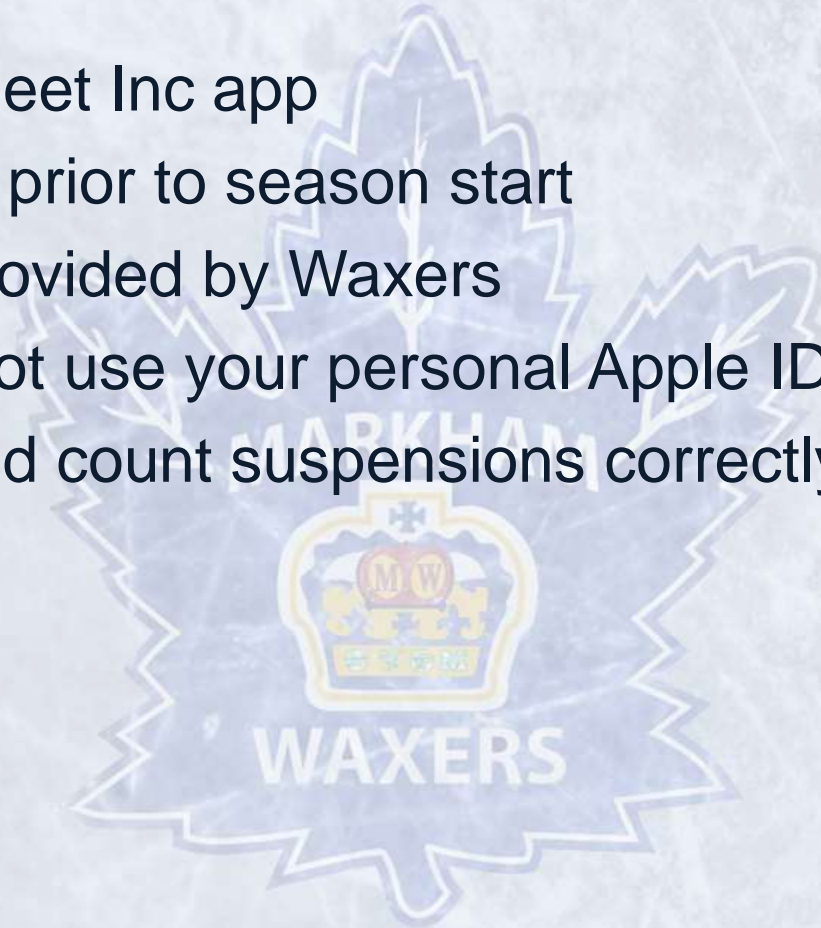 eet Inc app
prior to season start
ovided by Waxers
ot use your personal Apple ID
d count suspensions correctly
MARKHAM
M W
WAXERS